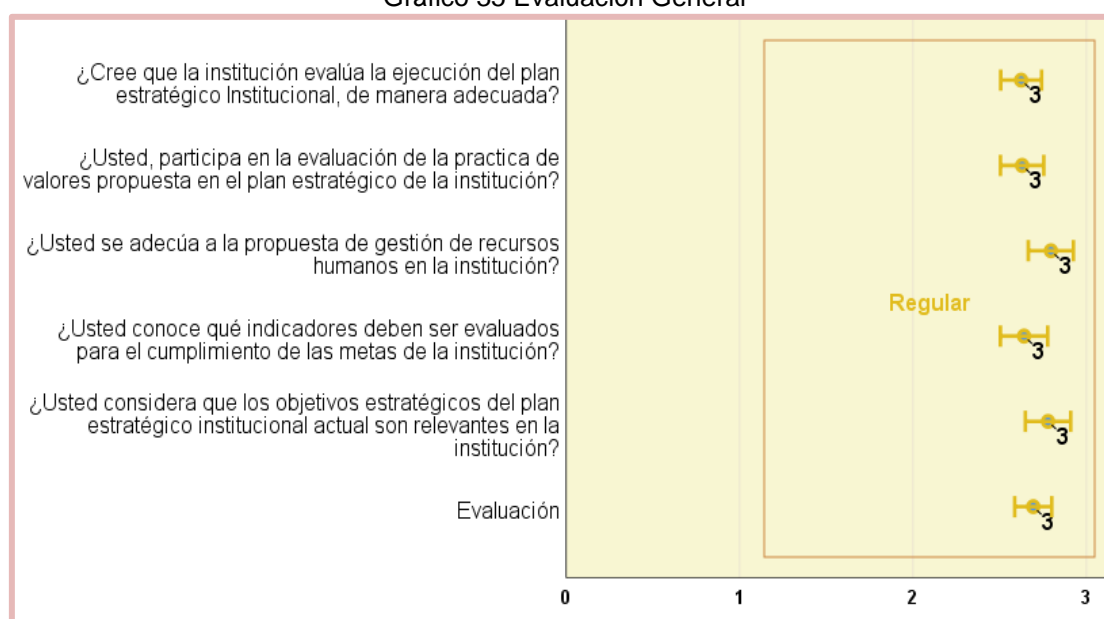 Gráfico 35 Evaluación General
¿Cree que la institución evalúa la ejecución del plan
estratégico Institucional, de manera adecuada?
3
¿Usted, participa en la evaluación de la practica de
valores propuesta en el plan estratégico de la institución?
3
¿Usted se adecúa a la propuesta de gestión de recursos
humanos en la institución?
3
Regular
¿Usted conoce qué indicadores deben ser evaluados
para el cumplimiento de las metas de la institución?
3
¿Usted considera que los objetivos estratégicos del plan
estratégico institucional actual son relevantes en la
institución?
3
Evaluación
3
0 1 2 3